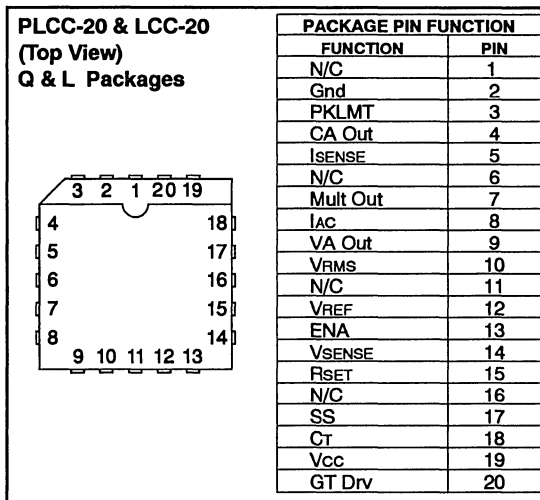 PLCC-20 & LCC-20
(Top View)
Q & L Packages
3 2 1 20 19
4 18
5 17
6 16
7 15
8 14
9 10 11 12 13
PACKAGE PIN FUNCTION
FUNCTION PIN
N/C 1
Gnd 2
PKLMT 3
CA Out 4
ISENSE 5
N/C 6
Mult Out 7
IAC 8
VA Out 9
VRMS 10
N/C 11
VREF 12
ENA 13
VSENSE 14
RSET 15
N/C 16
SS 17
CT 18
VCC 19
GT Drv 20